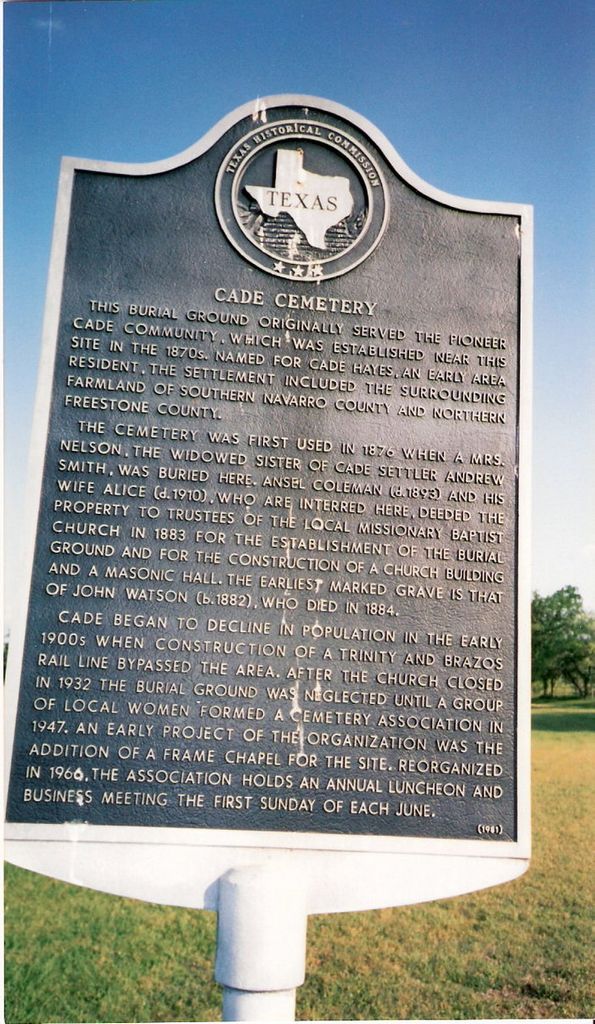 TEXAS HISTORICAL COMMISSION
TEXAS
CADE CEMETERY
THIS BURIAL GROUND ORIGINALLY SERVED THE PIONEER
CADE COMMUNITY, WHICH WAS ESTABLISHED NEAR THIS
SITE IN THE 1870s. NAMED FOR CADE HAYES, AN EARLY AREA
RESIDENT, THE SETTLEMENT INCLUDED THE SURROUNDING
FARMLAND OF SOUTHERN NAVARRO COUNTY AND NORTHERN
FREESTONE COUNTY.
THE CEMETERY WAS FIRST USED IN 1876 WHEN A MRS.
NELSON, THE WIDOWED SISTER OF CADE SETTLER ANDREW
SMITH, WAS BURIED HERE. ANSEL COLEMAN (d.1893) AND HIS
WIFE ALICE (d.1910), WHO ARE INTERRED HERE, DEEDED THE
PROPERTY TO TRUSTEES OF THE LOCAL MISSIONARY BAPTIST
CHURCH IN 1883 FOR THE ESTABLISHMENT OF THE BURIAL
GROUND AND FOR THE CONSTRUCTION OF A CHURCH BUILDING
AND A MASONIC HALL. THE EARLIEST MARKED GRAVE IS THAT
OF JOHN WATSON (b.1882), WHO DIED IN 1884.
CADE BEGAN TO DECLINE IN POPULATION IN THE EARLY
1900s WHEN CONSTRUCTION OF A TRINITY AND BRAZOS
RAIL LINE BYPASSED THE AREA. AFTER THE CHURCH CLOSED
IN 1932 THE BURIAL GROUND WAS NEGLECTED UNTIL A GROUP
OF LOCAL WOMEN FORMED A CEMETERY ASSOCIATION IN
1947. AN EARLY PROJECT OF THE ORGANIZATION WAS THE
ADDITION OF A FRAME CHAPEL FOR THE SITE. REORGANIZED
IN 1966, THE ASSOCIATION HOLDS AN ANNUAL LUNCHEON AND
BUSINESS MEETING THE FIRST SUNDAY OF EACH JUNE.
(1981)